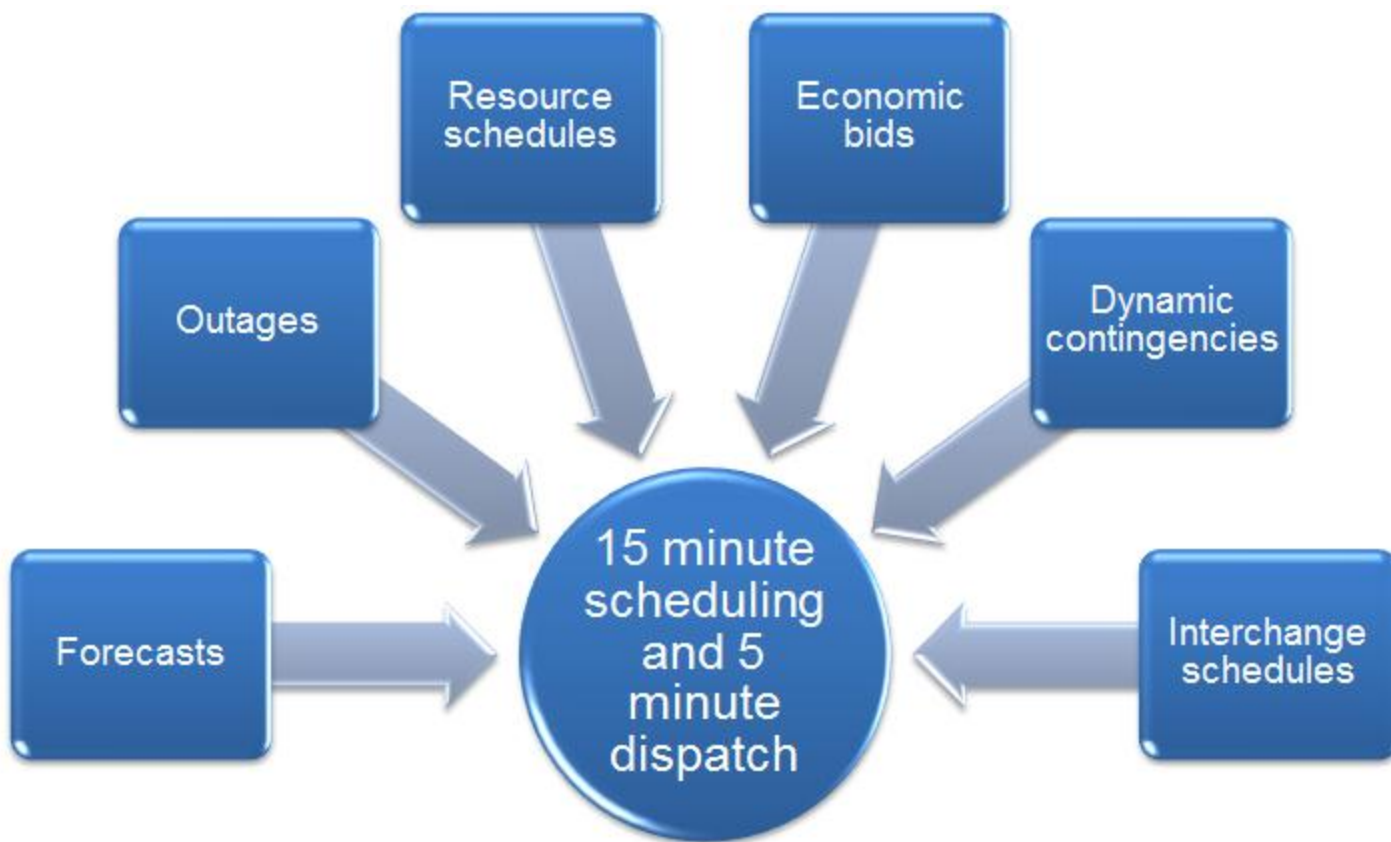 Resource
schedules
Economic
bids
Outages
Dynamic
contingencies
Forecasts
15 minute
scheduling
and 5
minute
dispatch
Interchange
schedules